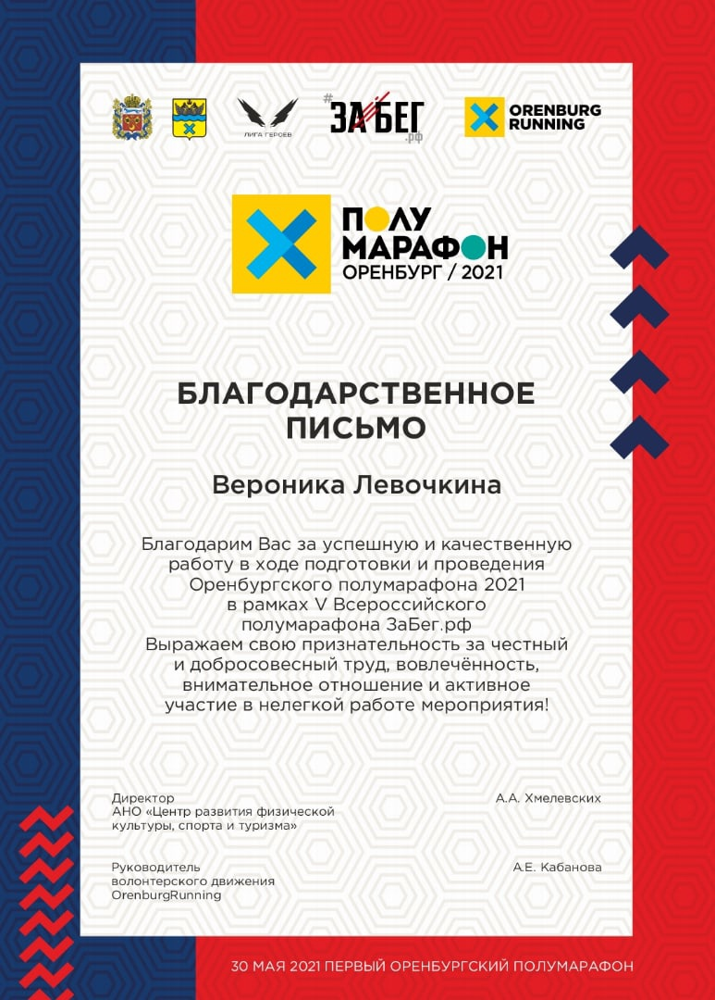 ЛИГА ГЕРОЕВ
#ЗАБЕГ.рф
ORENBURG
RUNNING
ПОЛУ
МАРАФОН
ОРЕНБУРГ / 2021
БЛАГОДАРСТВЕННОЕ
ПИСЬМО
Вероника Левочкина
Благодарим Вас за успешную и качественную
работу в ходе подготовки и проведения
Оренбургского полумарафона 2021
в рамках V Всероссийского
полумарафона ЗаБег.рф
Выражаем свою признательность за честный
и добросовесный труд, вовлечённость,
внимательное отношение и активное
участие в нелегкой работе мероприятия!
Директор
АНО «Центр развития физической
культуры, спорта и туризма»
А.А. Хмелевских
Руководитель
волонтерского движения
OrenburgRunning
А.Е. Кабанова
30 МАЯ 2021 ПЕРВЫЙ ОРЕНБУРГСКИЙ ПОЛУМАРАФОН